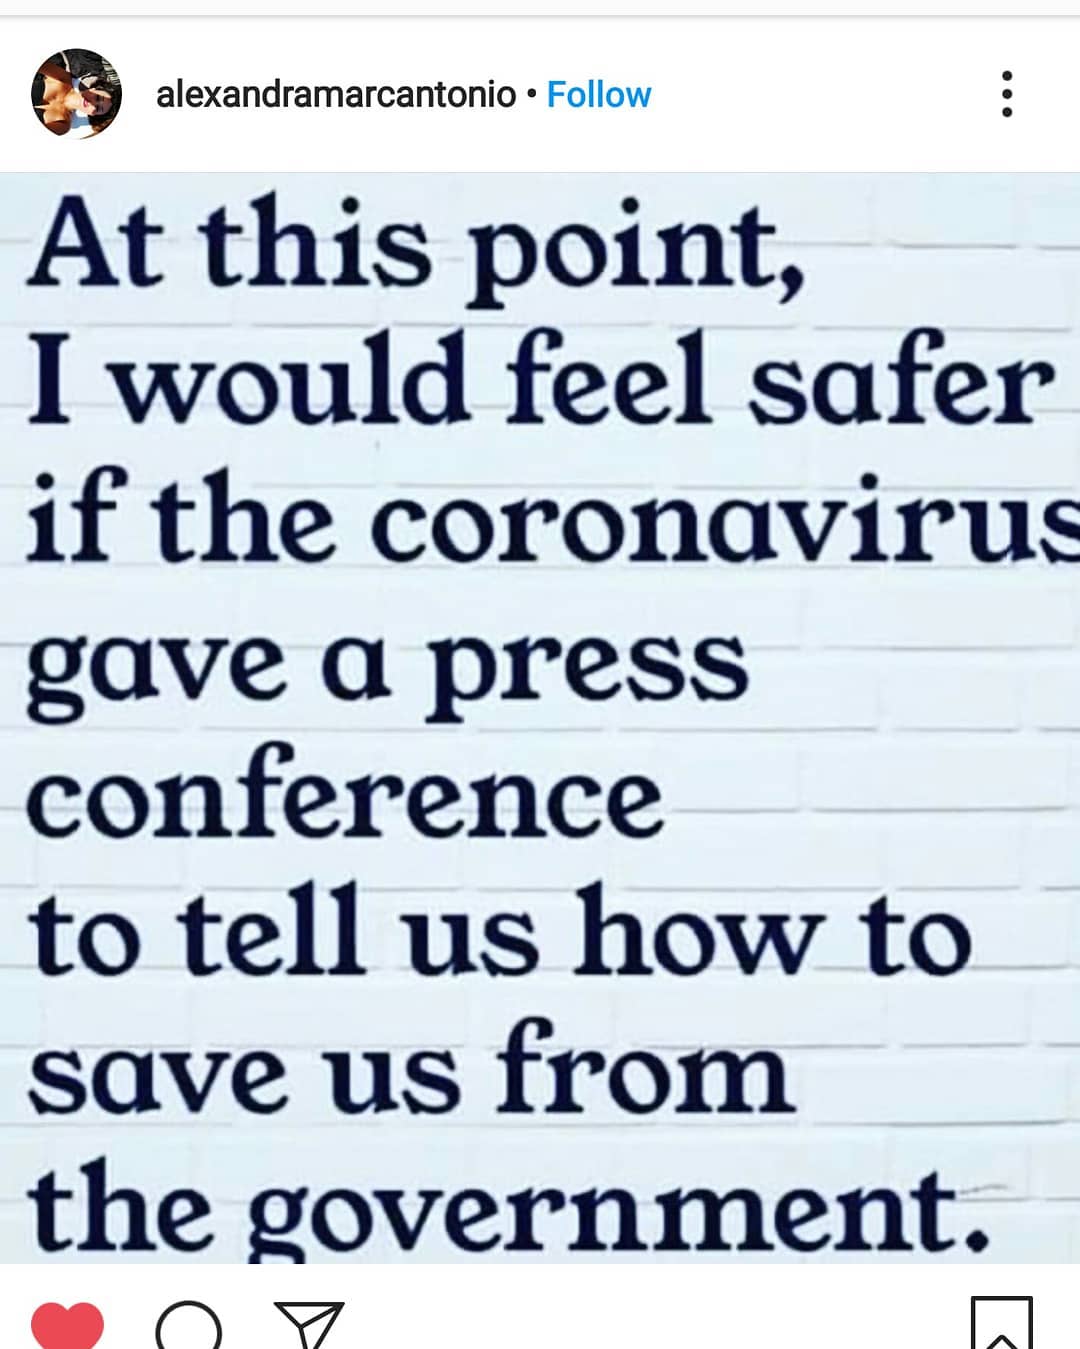 alexandramarcantonio • Follow
At this point,
I would feel safer
if the coronavirus
gave a press
conference
to tell us how to
save us from
the government.